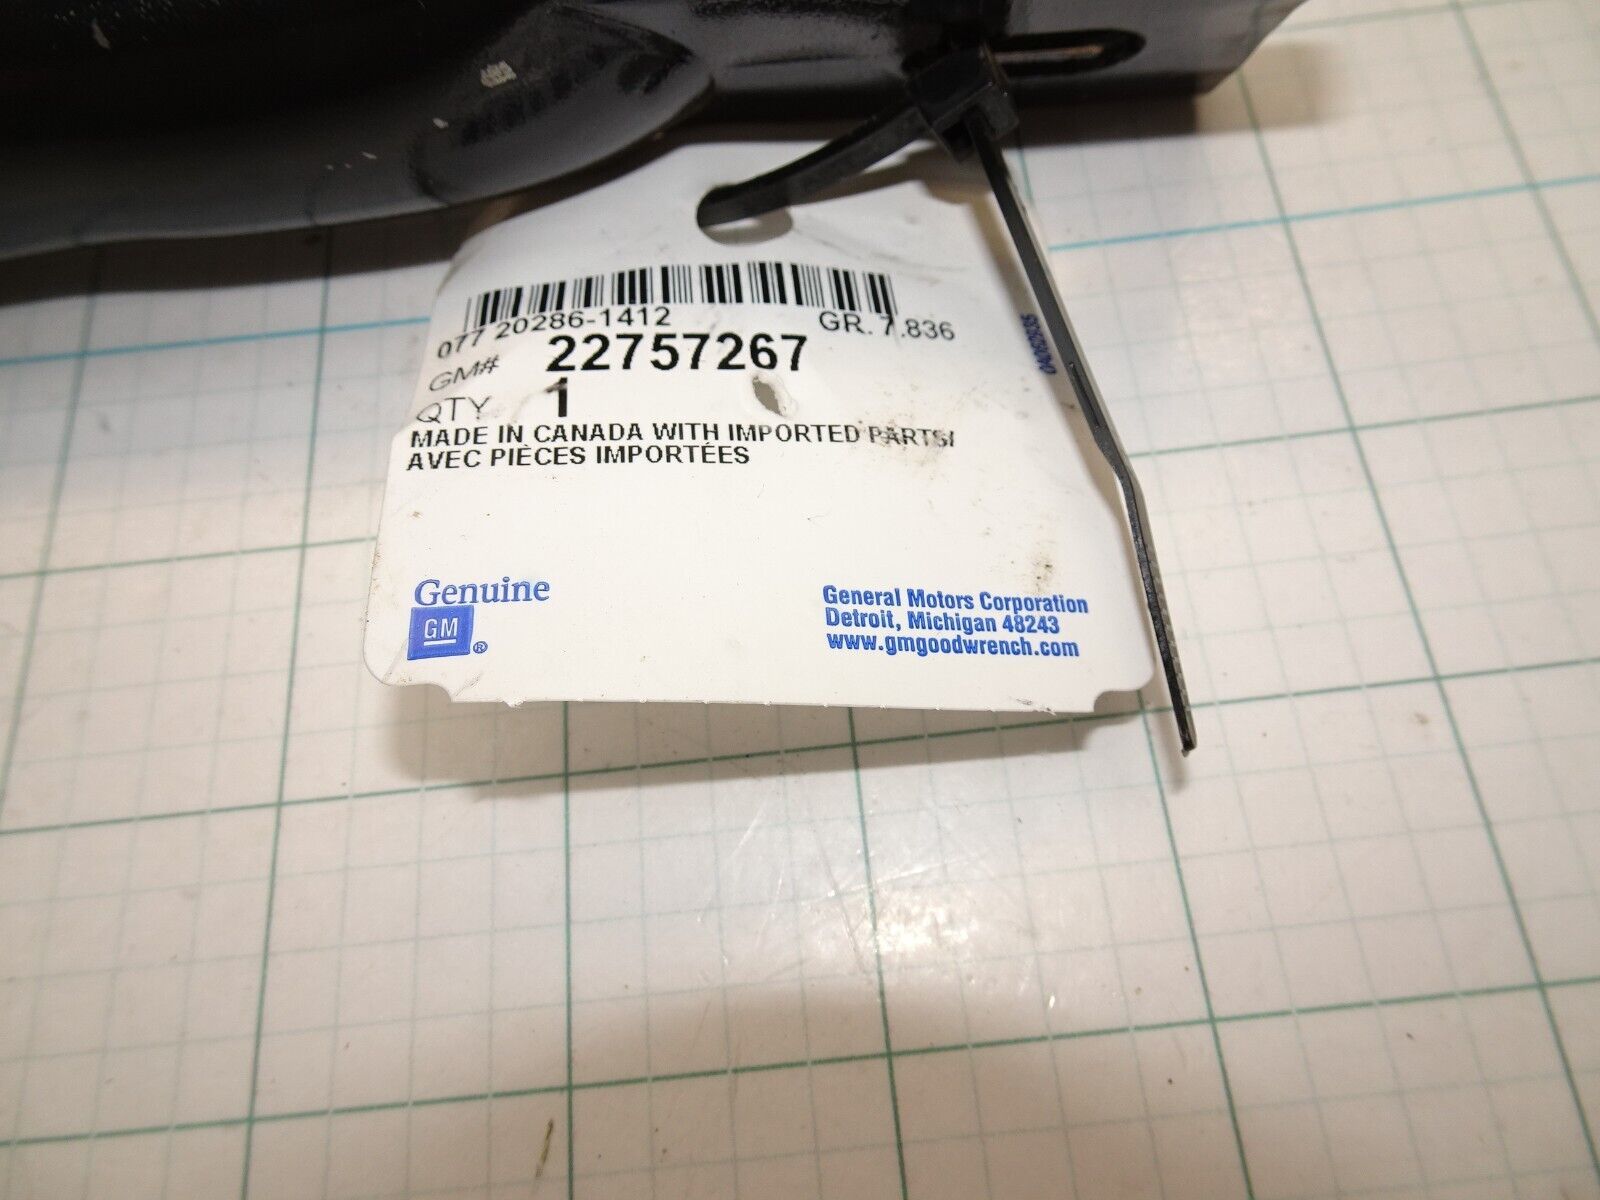 077 20286-1412 GR. 7.836
GM# 22757267
QTY 1
MADE IN CANADA WITH IMPORTED PARTS/
AVEC PIÈCES IMPORTÉES
Genuine
GM
®
General Motors Corporation
Detroit, Michigan 48243
www.gmgoodwrench.com